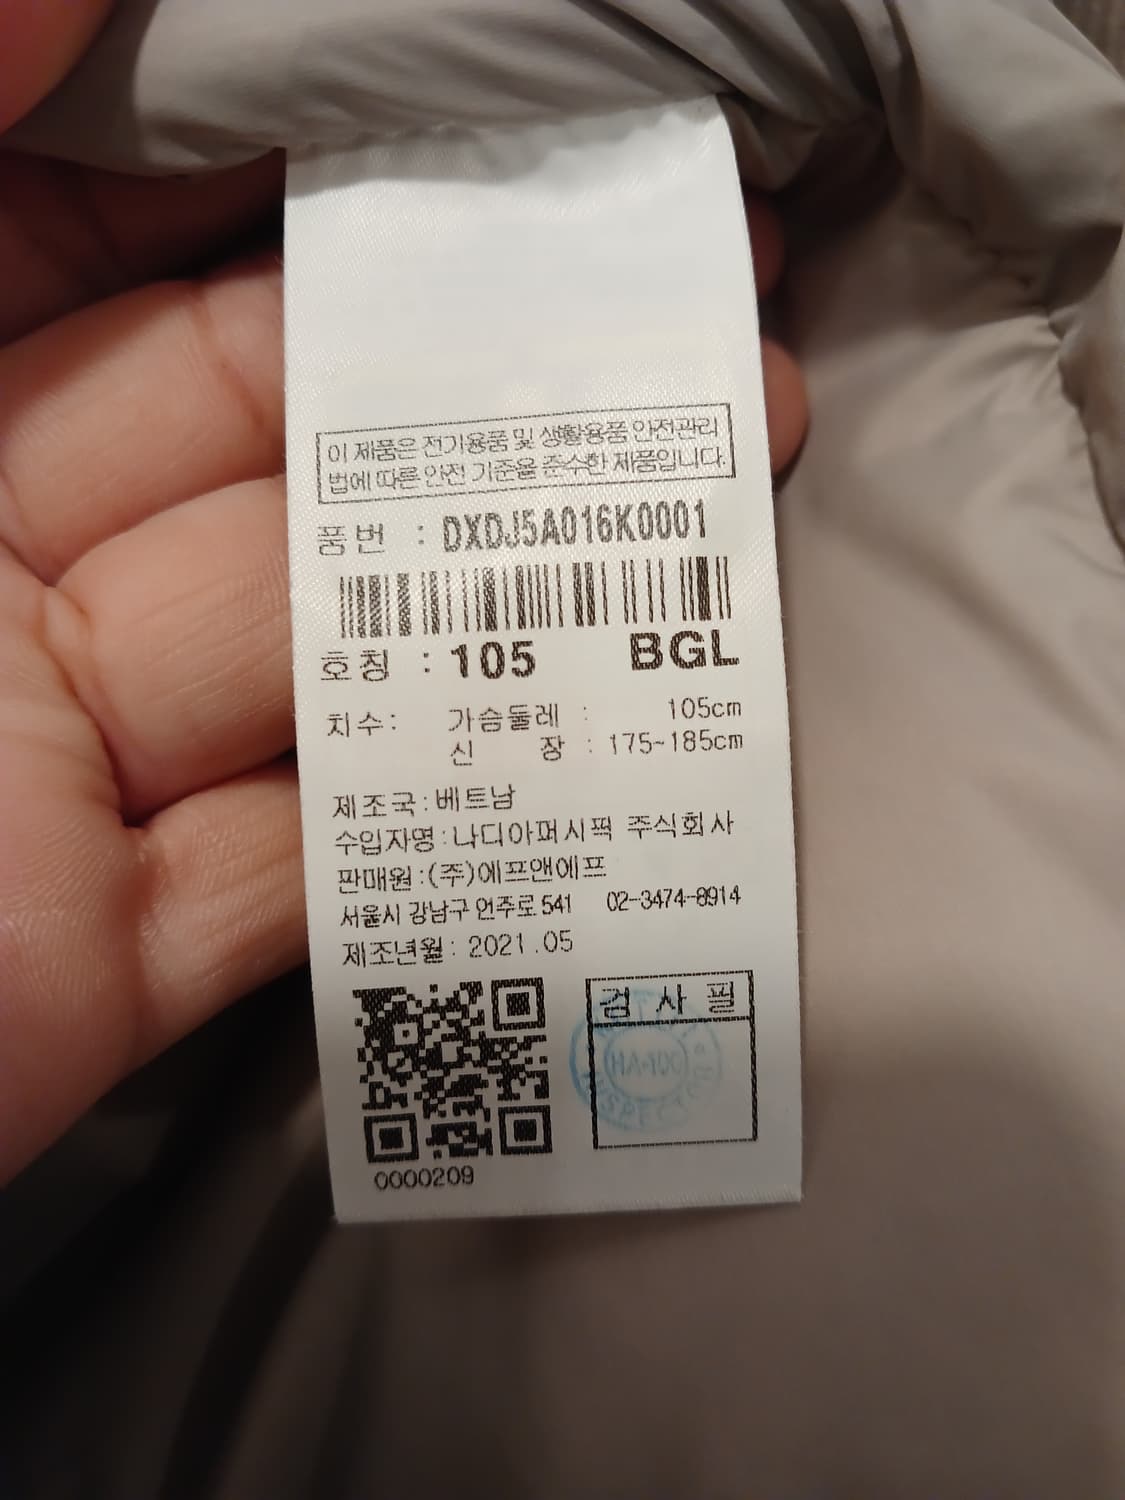 이 제품은 전기용품 및 생활용품 안전관리
법에 따른 안전 기준을 준수한 제품입니다.
품번 : DXDJ5A016K0001
호칭 : 105 BGL
치수: 가슴둘레 : 105cm
신 장 : 175~185cm
제조국:베트남
수입자명:나디아퍼시픽 주식회사
판매원:(주)에프앤에프
서울시 강남구 언주로 541 02-3474-8914
제조년월: 2021.05
검사필
HA-100
INSPECTOR
0000209